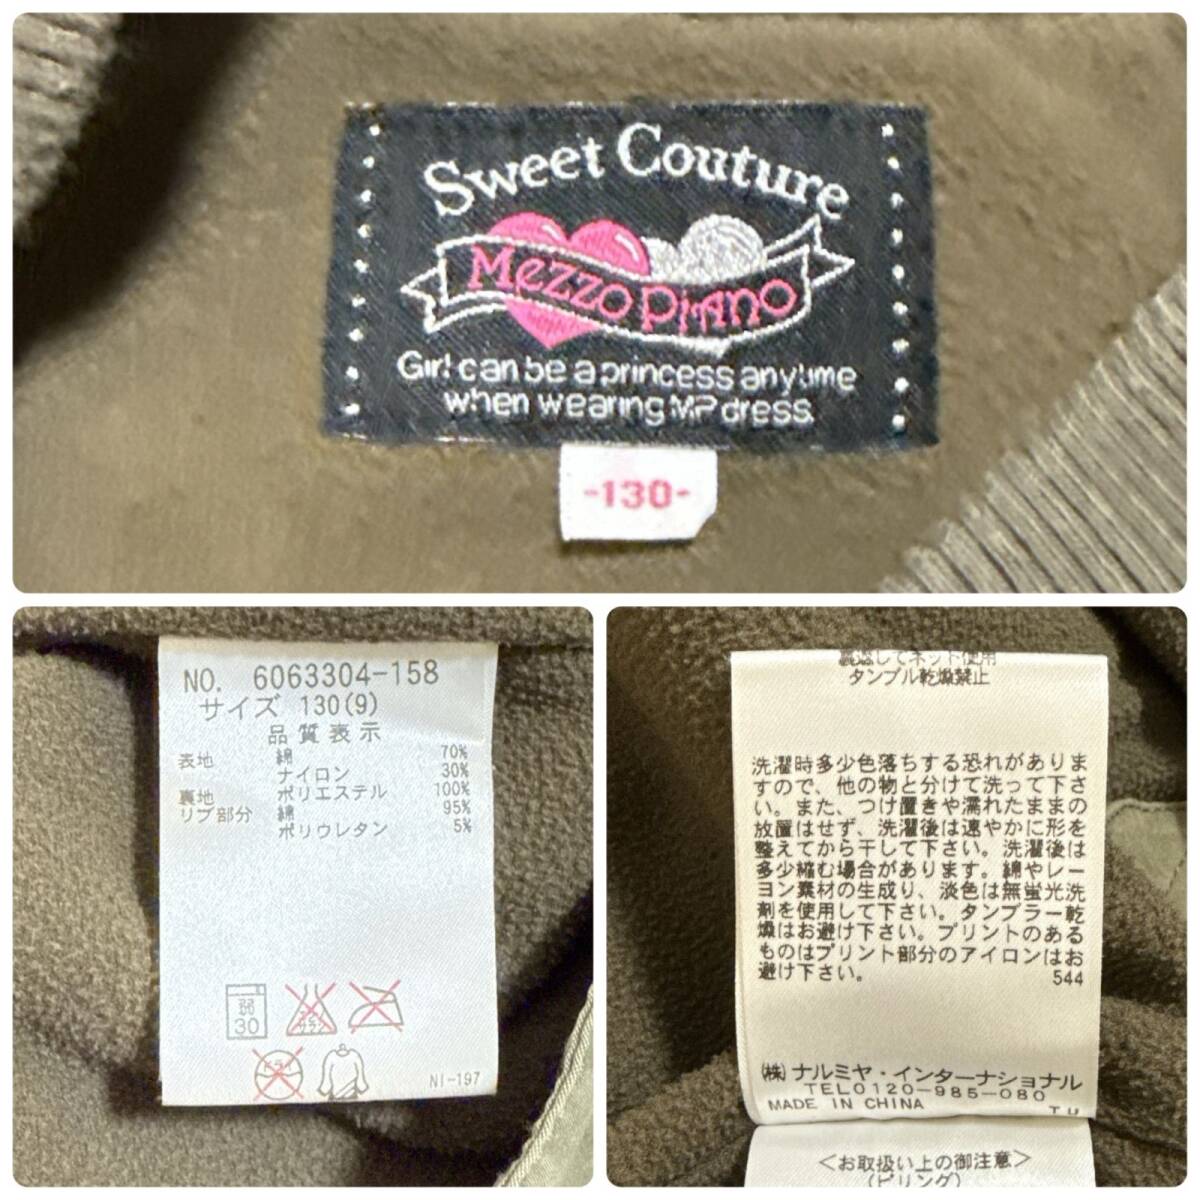 Sweet Couture
Mezzo Piano
Girl can be a princess anytime
when wearing MP dress.
-130-
NO. 6063304-158
サイズ 130(9)
品質表示
表地 綿 70%
ナイロン 30%
裏地 ポリエステル 100%
リブ部分 綿 95%
ポリウレタン 5%
弱
30
エンソ
サラシ
ドライ
NI-197
裏返してネット使用
タンブル乾燥禁止
洗濯時多少色落ちする恐れがありま
すので、他の物と分けて洗って下さ
い。また、つけ置きや濡れたままの
放置はせず、洗濯後は速やかに形を
整えてから干して下さい。洗濯後は
多少縮む場合があります。綿やレー
ヨン素材の生成り、淡色は無蛍光洗
剤を使用して下さい。タンブラー乾
燥はお避け下さい。プリントのある
ものはプリント部分のアイロンはお
避け下さい。 544
(株)ナルミヤ・インターナショナル
TEL0120-985-080
MADE IN CHINA
TU
<お取扱い上の御注意>
(ピリング)